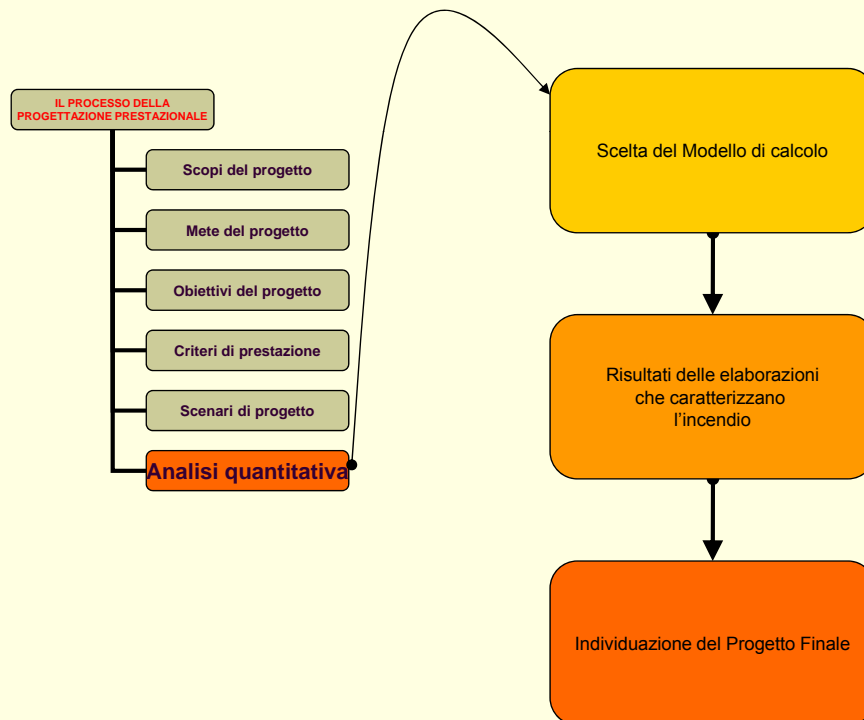 IL PROCESSO DELLA
PROGETTAZIONE PRESTAZIONALE
Scopi del progetto
Mete del progetto
Obiettivi del progetto
Criteri di prestazione
Scenari di progetto
Analisi quantitativa
Scelta del Modello di calcolo
Risultati delle elaborazioni
che caratterizzano
l'incendio
Individuazione del Progetto Finale